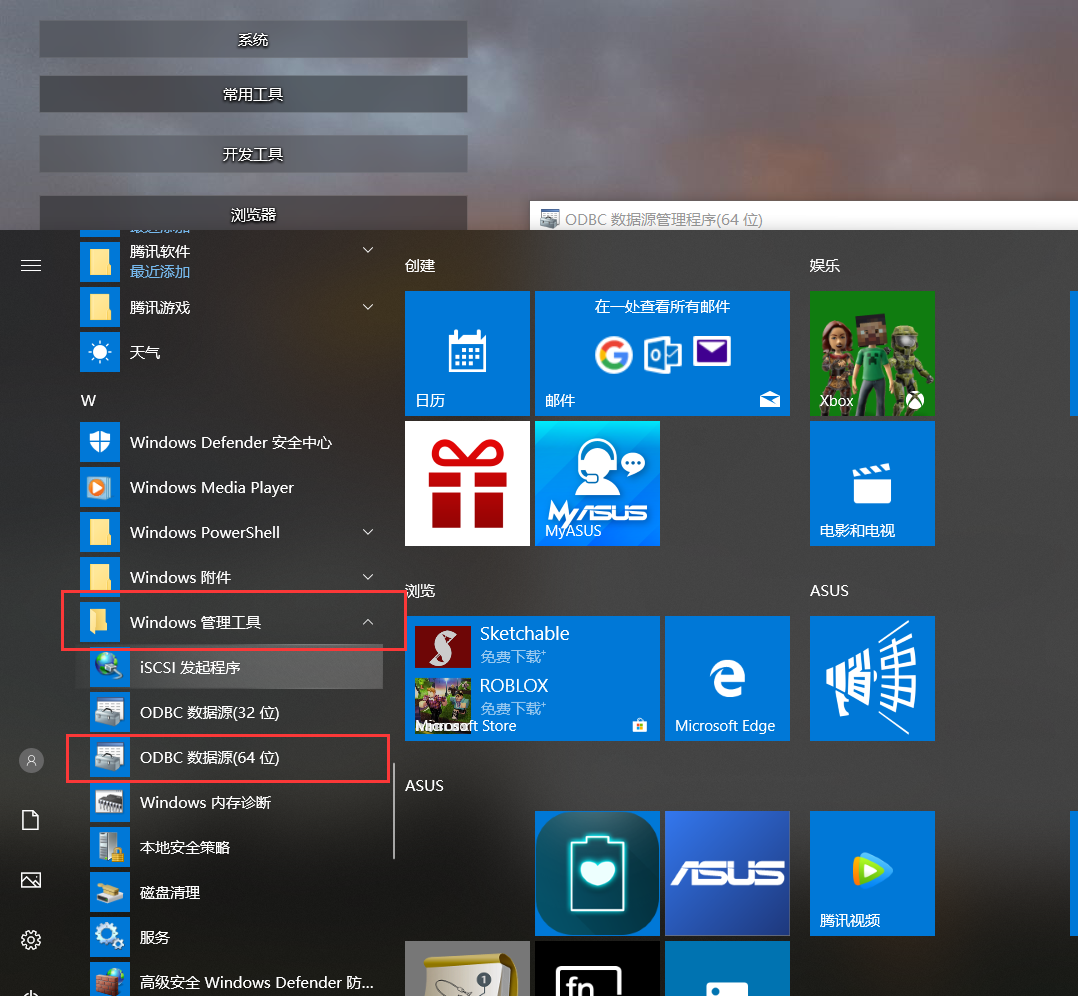 系统
常用工具
开发工具
浏览器
ODBC 数据源管理程序(64 位)
最近添加
腾讯软件
最近添加
腾讯游戏
天气
W
Windows Defender 安全中心
Windows Media Player
Windows PowerShell
Windows 附件
Windows 管理工具
iSCSI 发起程序
ODBC 数据源(32 位)
ODBC 数据源(64 位)
Windows 内存诊断
本地安全策略
磁盘清理
服务
高级安全 Windows Defender 防...
创建
日历
在一处查看所有邮件
邮件
MyASUS
MyASUS
浏览
Sketchable
免费下载+
ROBLOX
免费下载+
Microsoft Store
Microsoft Edge
ASUS
ASUS
1
fn
娱乐
Xbox
电影和电视
ASUS
腾讯视频